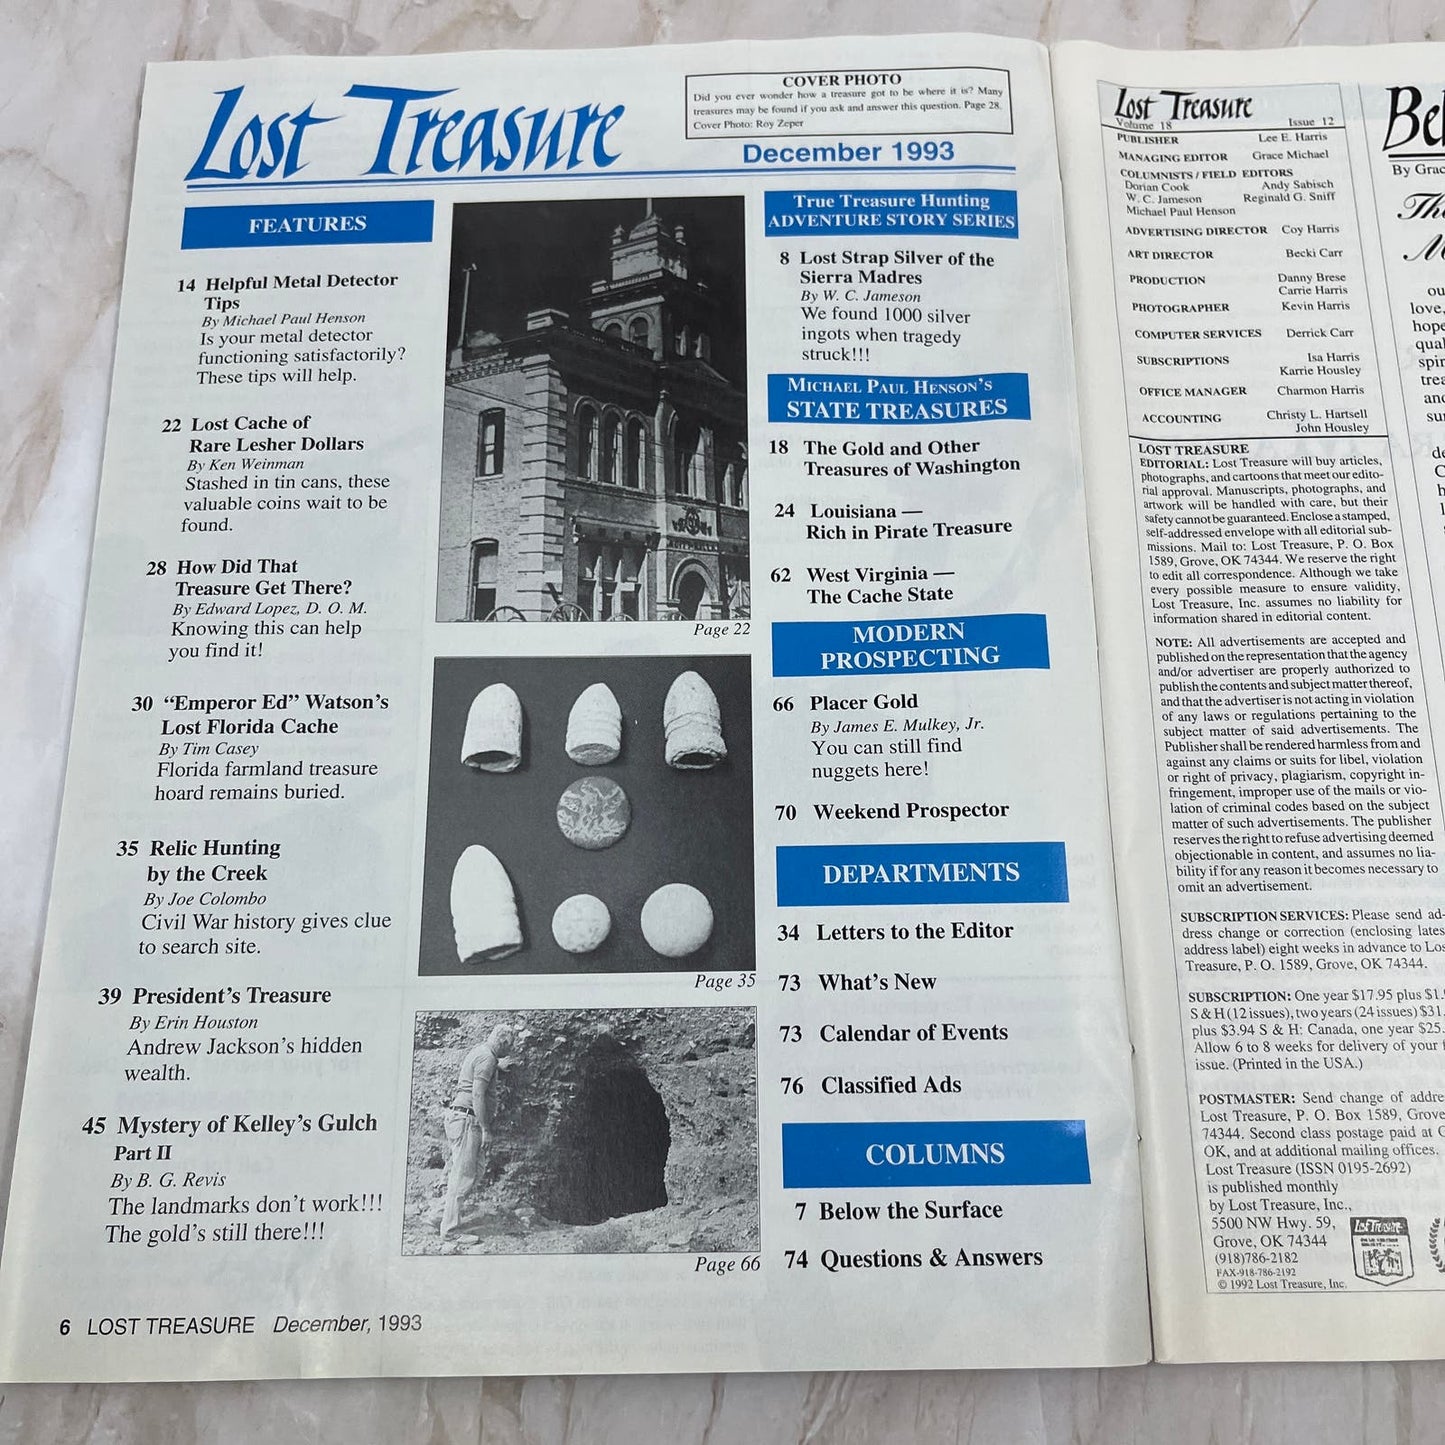 Lost Treasure
COVER PHOTO
Did you ever wonder how a treasure got to be where it is? Many
treasures may be found if you ask and answer this question. Page 28.
Cover Photo: Roy Zeper
December 1993
FEATURES
14 Helpful Metal Detector
Tips
By Michael Paul Henson
Is your metal detector
functioning satisfactorily?
These tips will help.
22 Lost Cache of
Rare Lesher Dollars
By Ken Weinman
Stashed in tin cans, these
valuable coins wait to be
found.
28 How Did That
Treasure Get There?
By Edward Lopez, D. O. M.
Knowing this can help
you find it!
30 “Emperor Ed” Watson’s
Lost Florida Cache
By Tim Casey
Florida farmland treasure
hoard remains buried.
35 Relic Hunting
by the Creek
By Joe Colombo
Civil War history gives clue
to search site.
39 President’s Treasure
By Erin Houston
Andrew Jackson’s hidden
wealth.
45 Mystery of Kelley’s Gulch
Part II
By B. G. Revis
The landmarks don’t work!!!
The gold’s still there!!!
Page 22
Page 35
Page 66
True Treasure Hunting
ADVENTURE STORY SERIES
8 Lost Strap Silver of the
Sierra Madres
By W. C. Jameson
We found 1000 silver
ingots when tragedy
struck!!!
MICHAEL PAUL HENSON’S
STATE TREASURES
18 The Gold and Other
Treasures of Washington
24 Louisiana —
Rich in Pirate Treasure
62 West Virginia —
The Cache State
MODERN
PROSPECTING
66 Placer Gold
By James E. Mulkey, Jr.
You can still find
nuggets here!
70 Weekend Prospector
DEPARTMENTS
34 Letters to the Editor
73 What’s New
73 Calendar of Events
76 Classified Ads
COLUMNS
7 Below the Surface
74 Questions & Answers
6 LOST TREASURE December, 1993
Lost Treasure
Volume 18 Issue 12
PUBLISHER Lee E. Harris
MANAGING EDITOR Grace Michael
COLUMNISTS / FIELD EDITORS
Dorian Cook Andy Sabisch
W. C. Jameson Reginald G. Sniff
Michael Paul Henson
ADVERTISING DIRECTOR Coy Harris
ART DIRECTOR Becki Carr
PRODUCTION Danny Brese
Carrie Harris
PHOTOGRAPHER Kevin Harris
COMPUTER SERVICES Derrick Carr
SUBSCRIPTIONS Isa Harris
Karrie Housley
OFFICE MANAGER Charmon Harris
ACCOUNTING Christy L. Hartsell
John Housley
LOST TREASURE
EDITORIAL: Lost Treasure will buy articles,
photographs, and cartoons that meet our edito-
rial approval. Manuscripts, photographs, and
artwork will be handled with care, but their
safety cannot be guaranteed. Enclose a stamped,
self-addressed envelope with all editorial sub-
missions. Mail to: Lost Treasure, P. O. Box
1589, Grove, OK 74344. We reserve the right
to edit all correspondence. Although we take
every possible measure to ensure validity,
Lost Treasure, Inc. assumes no liability for
information shared in editorial content.
NOTE: All advertisements are accepted and
published on the representation that the agency
and/or advertiser are properly authorized to
publish the contents and subject matter thereof,
and that the advertiser is not acting in violation
of any laws or regulations pertaining to the
subject matter of said advertisements. The
Publisher shall be rendered harmless from and
against any claims or suits for libel, violation
or right of privacy, plagiarism, copyright in-
fringement, improper use of the mails or vio-
lation of criminal codes based on the subject
matter of such advertisements. The publisher
reserves the right to refuse advertising deemed
objectionable in content, and assumes no lia-
bility if for any reason it becomes necessary to
omit an advertisement.
SUBSCRIPTION SERVICES: Please send ad-
dress change or correction (enclosing lates
address label) eight weeks in advance to Los
Treasure, P. O. 1589, Grove, OK 74344.
SUBSCRIPTION: One year $17.95 plus $1.
S & H (12 issues), two years (24 issues) $31.
plus $3.94 S & H: Canada, one year $25.
Allow 6 to 8 weeks for delivery of your
issue. (Printed in the USA.)
POSTMASTER: Send change of addre
Lost Treasure, P. O. Box 1589, Grove
74344. Second class postage paid at
OK, and at additional mailing offices.
Lost Treasure (ISSN 0195-2692)
is published monthly
by Lost Treasure, Inc.,
5500 NW Hwy. 59,
Grove, OK 74344
(918)786-2182
FAX-918-786-2192
© 1992 Lost Treasure, Inc.
Lost Treasure
Bel
By Grac
The
M
ou
love,
hope
qual
spir
trea
and
sur